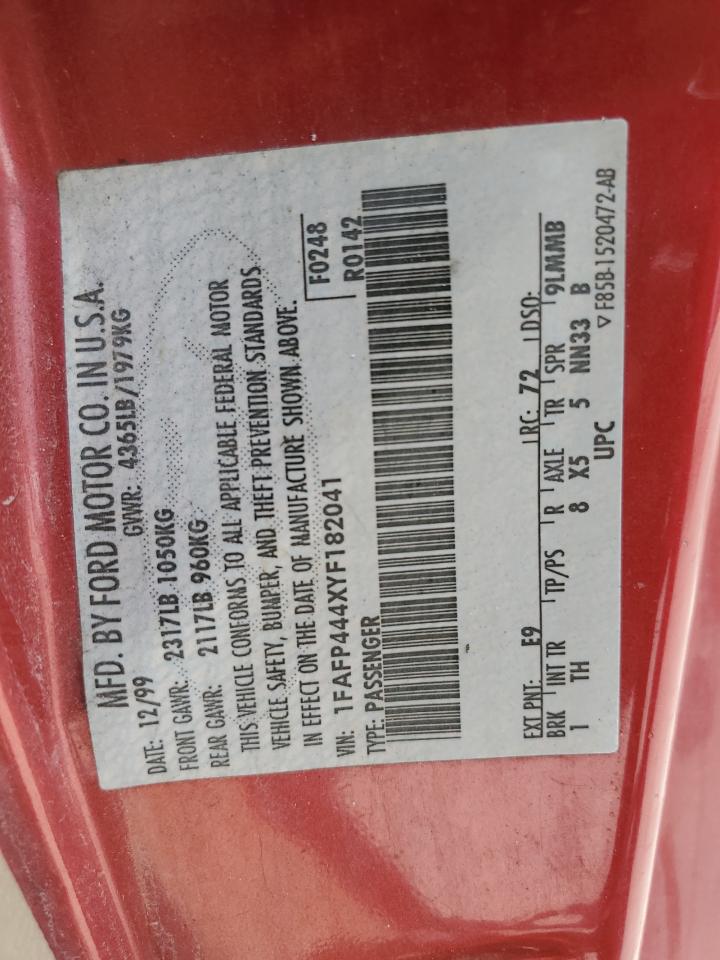 MFD. BY FORD MOTOR CO. IN U.S.A.
DATE: 12/99 GVWR: 4365LB/1979KG
FRONT GAWR: 2317LB 1050KG
REAR GAWR: 2117LB 960KG
THIS VEHICLE CONFORMS TO ALL APPLICABLE FEDERAL MOTOR
VEHICLE SAFETY, BUMPER, AND THEFT PREVENTION STANDARDS
IN EFFECT ON THE DATE OF MANUFACTURE SHOWN ABOVE.
VIN: 1FAFP444XYF182041 F0248
TYPE: PASSENGER R0142
EXT PNT: E9 RC: 72 DSO:
BRK INT TR TP/PS R AXLE TR SPR 9LMMB
1 TH 8 X5 5 NN33 B
UPC ▽ F85B-1520472-AB